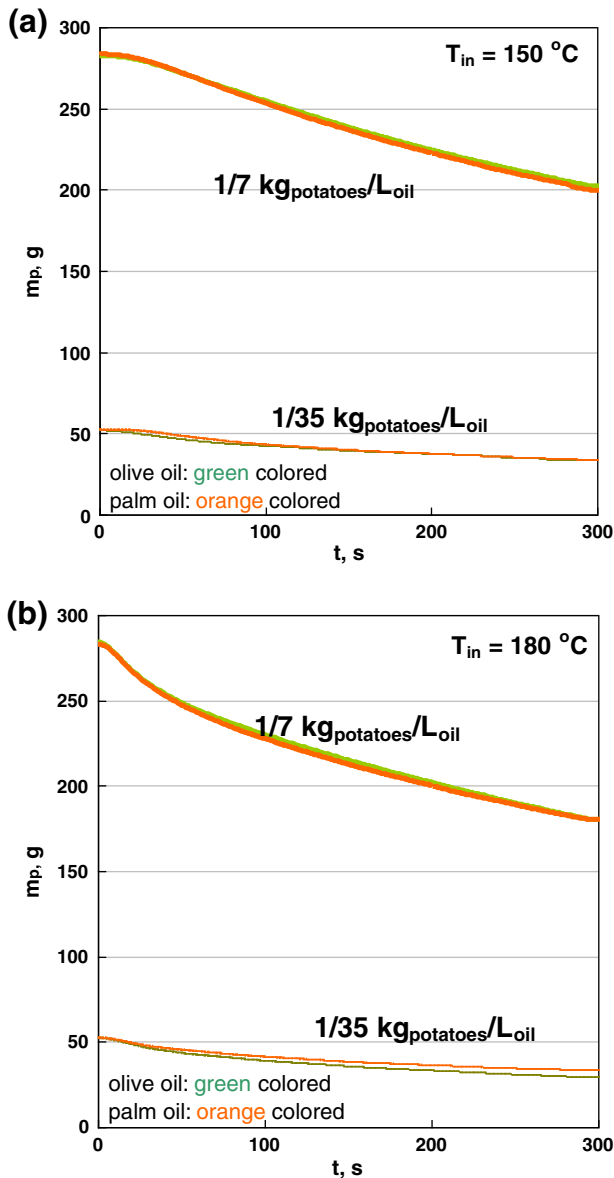 (a)
300
T_in = 150 °C
250
1/7 kg_potatoes/L_oil
200
m_p, g
150
100
1/35 kg_potatoes/L_oil
50
olive oil: green colored
palm oil: orange colored
0
0 100 200 300
t, s
(b)
300
T_in = 180 °C
250
1/7 kg_potatoes/L_oil
200
m_p, g
150
100
1/35 kg_potatoes/L_oil
50
olive oil: green colored
palm oil: orange colored
0
0 100 200 300
t, s